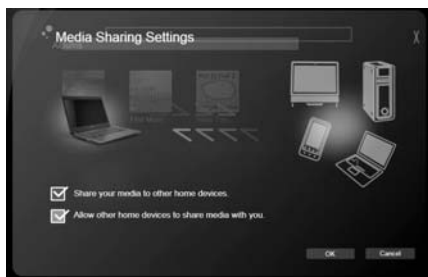 Media Sharing Settings
X
Share your media to other home devices.
Allow other home devices to share media with you.
OK Cancel